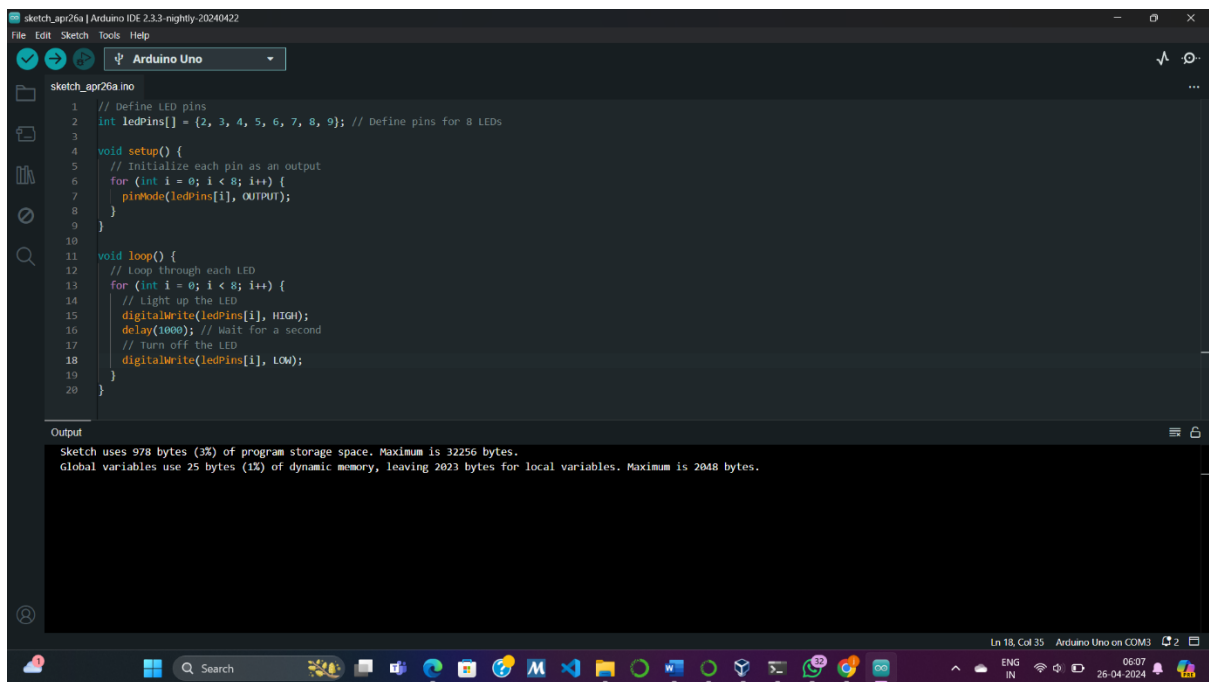 sketch_apr26a | Arduino IDE 2.3.3-nightly-20240422
File Edit Sketch Tools Help
Arduino Uno
sketch_apr26a.ino
1 // Define LED pins
2 int ledPins[] = {2, 3, 4, 5, 6, 7, 8, 9}; // Define pins for 8 LEDs
3
4 void setup() {
5 // Initialize each pin as an output
6 for (int i = 0; i < 8; i++) {
7 pinMode(ledPins[i], OUTPUT);
8 }
9 }
10
11 void loop() {
12 // Loop through each LED
13 for (int i = 0; i < 8; i++) {
14 // Light up the LED
15 digitalWrite(ledPins[i], HIGH);
16 delay(1000); // Wait for a second
17 // Turn off the LED
18 digitalWrite(ledPins[i], LOW);
19 }
20 }
Output
Sketch uses 978 bytes (3%) of program storage space. Maximum is 32256 bytes.
Global variables use 25 bytes (1%) of dynamic memory, leaving 2023 bytes for local variables. Maximum is 2048 bytes.
Ln 18, Col 35 Arduino Uno on COM3 2
1 Search 32 ENG 06:07
IN 26-04-2024 PRE